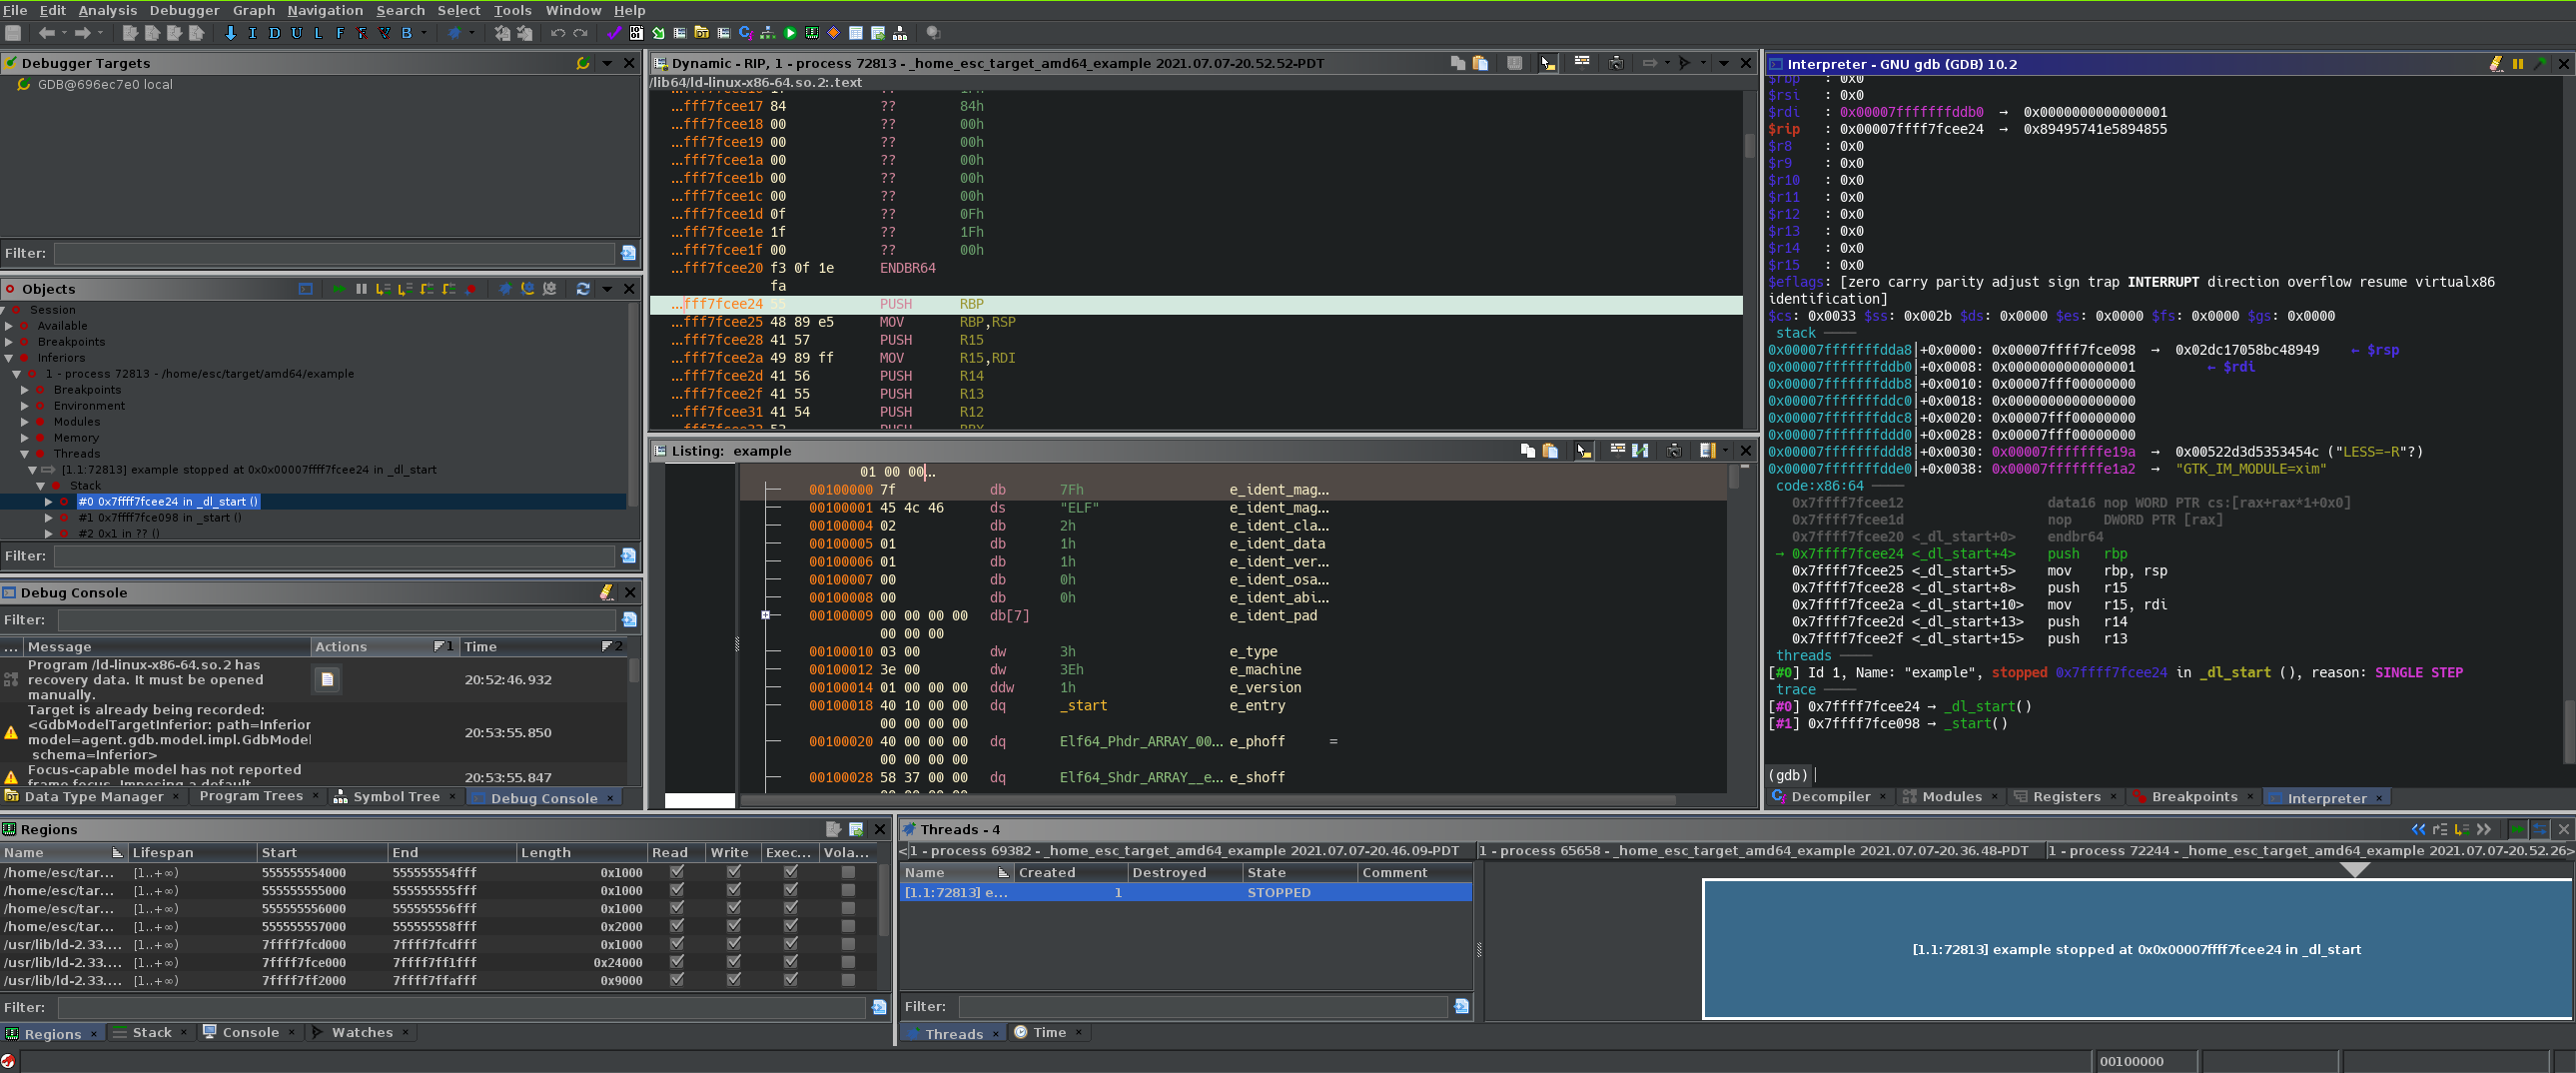 File Edit Analysis Debugger Graph Navigation Search Select Tools Window Help
I D U L F F V B
Debugger Targets
GDB@696ec7e0 local
Filter:
Objects
Session
Available
Breakpoints
Inferiors
1 - process 72813 - /home/esc/target/amd64/example
Breakpoints
Environment
Modules
Memory
Threads
[1.1:72813] example stopped at 0x0x00007ffff7fcee24 in _dl_start
Stack
#0 0x7ffff7fcee24 in _dl_start ()
#1 0x7ffff7fce098 in _start ()
#2 0x1 in ?? ()
Filter:
Debug Console
Filter:
... Message Actions 1 Time 2
Program /ld-linux-x86-64.so.2 has
recovery data. It must be opened
manually.
20:52:46.932
Target is already being recorded:
<GdbModelTargetInferior: path=Inferior
model=agent.gdb.model.impl.GdbModel
schema=Inferior>
20:53:55.850
Focus-capable model has not reported
frame focus. Imposing a default
20:53:55.847
Data Type Manager × Program Trees × Symbol Tree × Debug Console ×
Dynamic - RIP, 1 - process 72813 - _home_esc_target_amd64_example 2021.07.07-20.52.52-PDT
/lib64/ld-linux-x86-64.so.2:.text
...fff7fcee17 84 ?? 84h
...fff7fcee18 00 ?? 00h
...fff7fcee19 00 ?? 00h
...fff7fcee1a 00 ?? 00h
...fff7fcee1b 00 ?? 00h
...fff7fcee1c 00 ?? 00h
...fff7fcee1d 0f ?? 0Fh
...fff7fcee1e 1f ?? 1Fh
...fff7fcee1f 00 ?? 00h
...fff7fcee20 f3 0f 1e ENDBR64
fa
...fff7fcee24 55 PUSH RBP
...fff7fcee25 48 89 e5 MOV RBP,RSP
...fff7fcee28 41 57 PUSH R15
...fff7fcee2a 49 89 ff MOV R15,RDI
...fff7fcee2d 41 56 PUSH R14
...fff7fcee2f 41 55 PUSH R13
...fff7fcee31 41 54 PUSH R12
Listing: example
01 00 00...
00100000 7f db 7Fh e_ident_mag...
00100001 45 4c 46 ds "ELF" e_ident_mag...
00100004 02 db 2h e_ident_cla...
00100005 01 db 1h e_ident_data
00100006 01 db 1h e_ident_ver...
00100007 00 db 0h e_ident_osa...
00100008 00 db 0h e_ident_abi...
00100009 00 00 00 00 db[7] e_ident_pad
00 00 00
00100010 03 00 dw 3h e_type
00100012 3e 00 dw 3Eh e_machine
00100014 01 00 00 00 ddw 1h e_version
00100018 40 10 00 00 dq _start e_entry
00 00 00 00
00100020 40 00 00 00 dq Elf64_Phdr_ARRAY_00... e_phoff =
00 00 00 00
00100028 58 37 00 00 dq Elf64_Shdr_ARRAY__e... e_shoff
Interpreter - GNU gdb (GDB) 10.2
$rbp : 0x0
$rsi : 0x0
$rdi : 0x00007fffffffddb0 → 0x0000000000000001
$rip : 0x00007ffff7fcee24 → 0x89495741e5894855
$r8 : 0x0
$r9 : 0x0
$r10 : 0x0
$r11 : 0x0
$r12 : 0x0
$r13 : 0x0
$r14 : 0x0
$r15 : 0x0
$eflags: [zero carry parity adjust sign trap INTERRUPT direction overflow resume virtualx86
identification]
$cs: 0x0033 $ss: 0x002b $ds: 0x0000 $es: 0x0000 $fs: 0x0000 $gs: 0x0000
stack ────
0x00007fffffffdda8│+0x0000: 0x00007ffff7fce098 → 0x02dc17058bc48949 ← $rsp
0x00007fffffffddb0│+0x0008: 0x0000000000000001 ← $rdi
0x00007fffffffddb8│+0x0010: 0x00007fff00000000
0x00007fffffffddc0│+0x0018: 0x0000000000000000
0x00007fffffffddc8│+0x0020: 0x00007fff00000000
0x00007fffffffddd0│+0x0028: 0x00007fff00000000
0x00007fffffffddd8│+0x0030: 0x00007fffffffe19a → 0x00522d3d5353454c ("LESS=-R"?)
0x00007fffffffdde0│+0x0038: 0x00007fffffffe1a2 → "GTK_IM_MODULE=xim"
code:x86:64 ────
0x7ffff7fcee12 data16 nop WORD PTR cs:[rax+rax*1+0x0]
0x7ffff7fcee1d nop DWORD PTR [rax]
0x7ffff7fcee20 <_dl_start+0> endbr64
→ 0x7ffff7fcee24 <_dl_start+4> push rbp
0x7ffff7fcee25 <_dl_start+5> mov rbp, rsp
0x7ffff7fcee28 <_dl_start+8> push r15
0x7ffff7fcee2a <_dl_start+10> mov r15, rdi
0x7ffff7fcee2d <_dl_start+13> push r14
0x7ffff7fcee2f <_dl_start+15> push r13
threads ────
[#0] Id 1, Name: "example", stopped 0x7ffff7fcee24 in _dl_start (), reason: SINGLE STEP
trace ────
[#0] 0x7ffff7fcee24 → _dl_start()
[#1] 0x7ffff7fce098 → _start()
(gdb)
Decompiler × Modules × Registers × Breakpoints × Interpreter ×
Regions
Name Lifespan Start End Length Read Write Exec... Vola...
/home/esc/tar... [1..+∞) 555555554000 555555554fff 0x1000
/home/esc/tar... [1..+∞) 555555555000 555555555fff 0x1000
/home/esc/tar... [1..+∞) 555555556000 555555556fff 0x1000
/home/esc/tar... [1..+∞) 555555557000 555555558fff 0x2000
/usr/lib/ld-2.33.... [1..+∞) 7ffff7fcd000 7ffff7fcdfff 0x1000
/usr/lib/ld-2.33.... [1..+∞) 7ffff7fce000 7ffff7ff1fff 0x24000
/usr/lib/ld-2.33.... [1..+∞) 7ffff7ff2000 7ffff7ffafff 0x9000
Filter:
Regions × Stack × Console × Watches ×
Threads - 4
<1 - process 69382 - _home_esc_target_amd64_example 2021.07.07-20.46.09-PDT 1 - process 65658 - _home_esc_target_amd64_example 2021.07.07-20.36.48-PDT 1 - process 72244 - _home_esc_target_amd64_example 2021.07.07-20.52.26>
Name Created Destroyed State Comment
[1.1:72813] e... 1 STOPPED
[1.1:72813] example stopped at 0x0x00007ffff7fcee24 in _dl_start
Filter:
Threads × Time ×
00100000